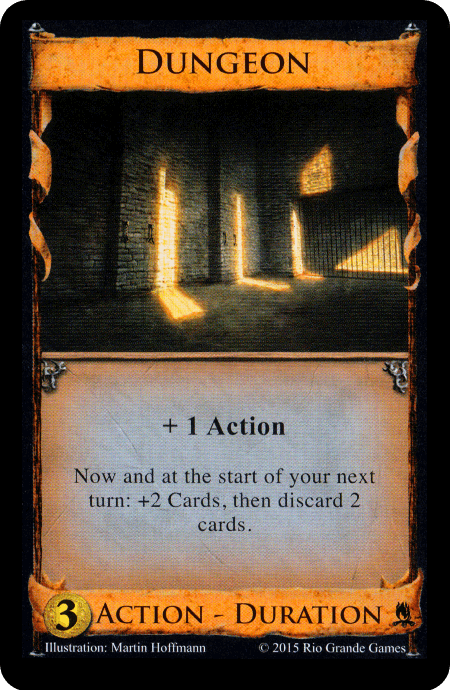 DUNGEON
+ 1 Action
Now and at the start of your next
turn: +2 Cards, then discard 2
cards.
3 ACTION - DURATION
Illustration: Martin Hoffmann © 2015 Rio Grande Games